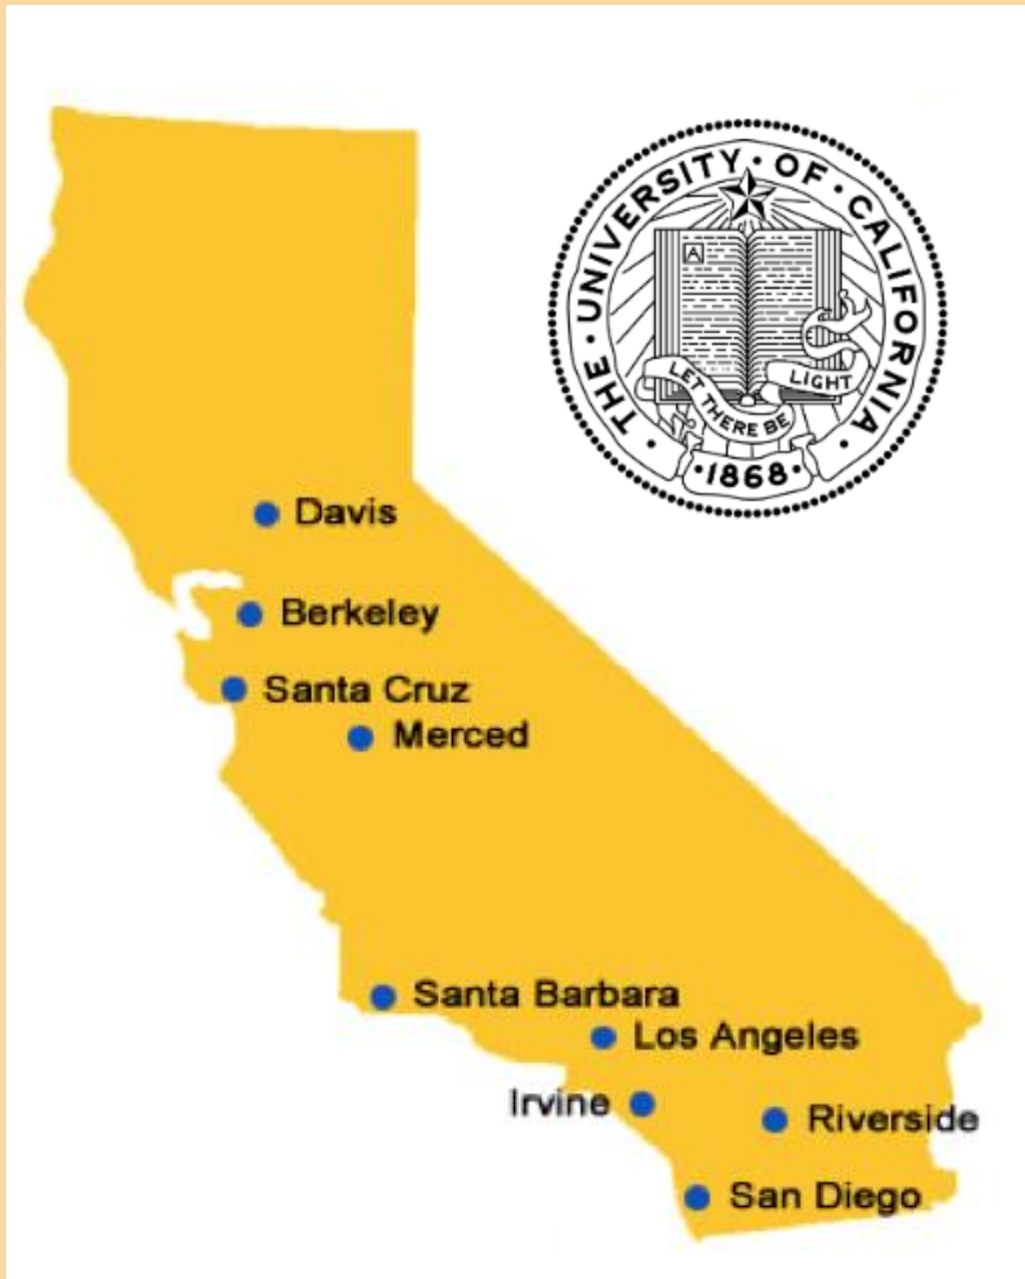 THE · UNIVERSITY · OF · CALIFORNIA
A
LET THERE BE LIGHT
· 1868 ·
Davis
Berkeley
Santa Cruz
Merced
Santa Barbara
Los Angeles
Irvine
Riverside
San Diego